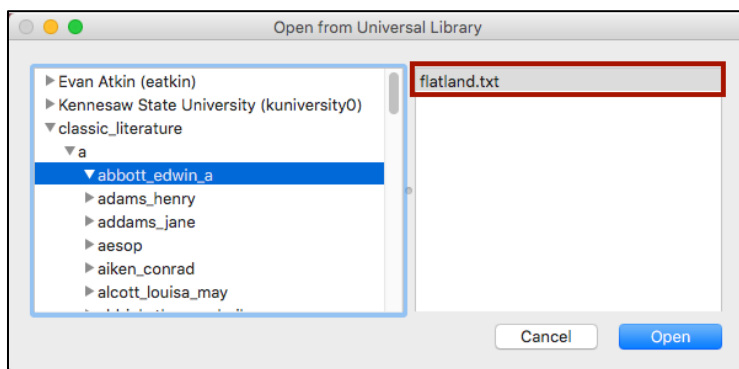 Open from Universal Library
Evan Atkin (eatkin)
Kennesaw State University (kuniversity0)
classic_literature
a
abbott_edwin_a
adams_henry
addams_jane
aesop
aiken_conrad
alcott_louisa_may
flatland.txt
Cancel
Open